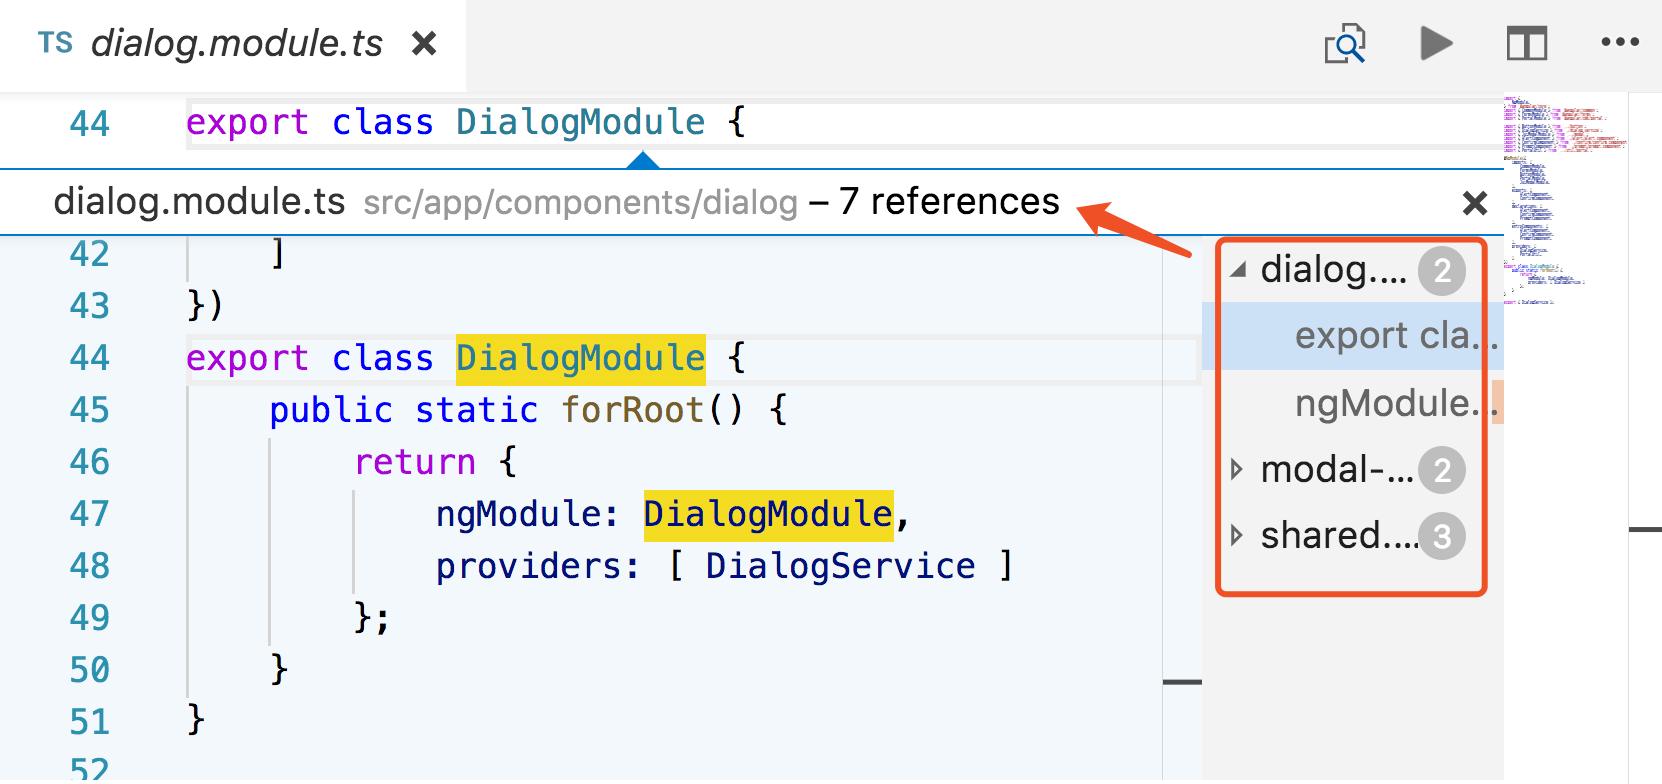 TS dialog.module.ts
44 export class DialogModule {
dialog.module.ts src/app/components/dialog – 7 references
42 ]
43 })
44 export class DialogModule {
45 public static forRoot() {
46 return {
47 ngModule: DialogModule,
48 providers: [ DialogService ]
49 };
50 }
51 }
52
dialog.... 2
export cla...
ngModule...
modal-... 2
shared.... 3